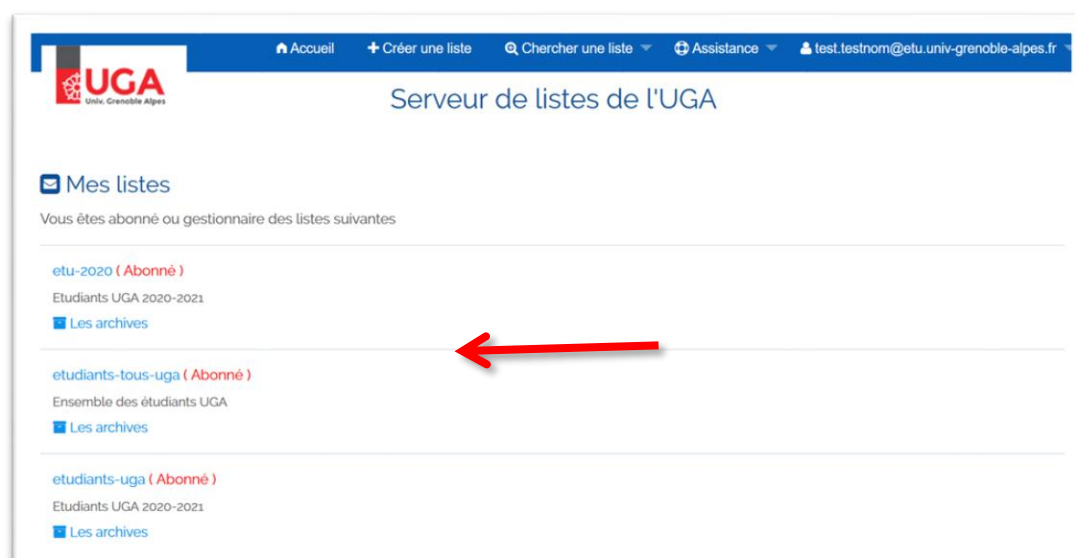 Accueil Créer une liste Chercher une liste Assistance test.testnom@etu.univ-grenoble-alpes.fr
UGA
Univ. Grenoble Alpes
Serveur de listes de l'UGA
Mes listes
Vous êtes abonné ou gestionnaire des listes suivantes
etu-2020 ( Abonné )
Etudiants UGA 2020-2021
Les archives
etudiants-tous-uga ( Abonné )
Ensemble des étudiants UGA
Les archives
etudiants-uga ( Abonné )
Etudiants UGA 2020-2021
Les archives